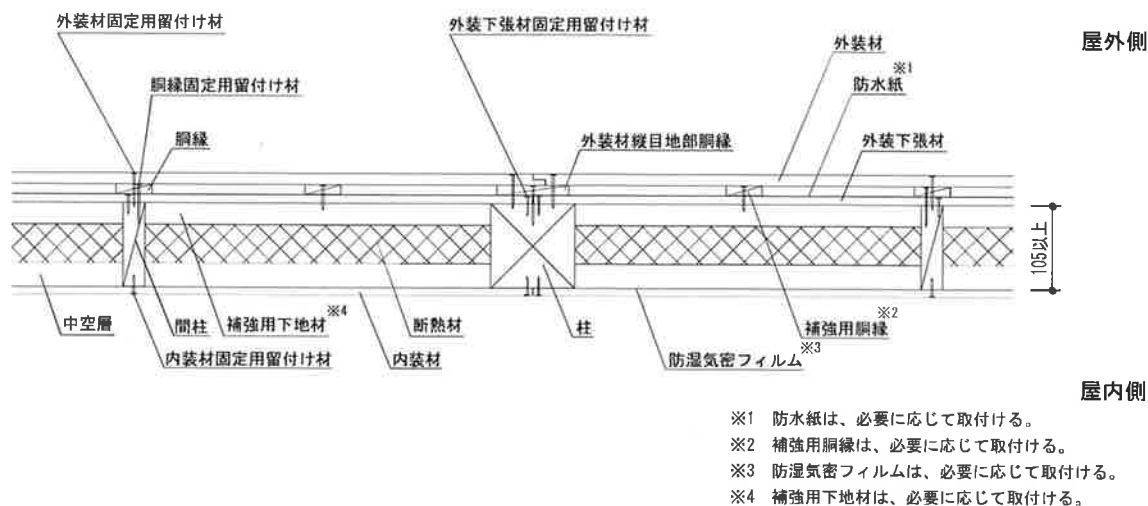 外装材固定用留付け材
外装下張材固定用留付け材
屋外側
外装材
胴縁固定用留付け材
防水紙※1
胴縁
外装材縦目地部胴縁
外装下張材
105以上
中空層
間柱
補強用下地材※4
断熱材
柱
補強用胴縁※2
内装材固定用留付け材
内装材
防湿気密フィルム※3
屋内側
※1 防水紙は、必要に応じて取付ける。
※2 補強用胴縁は、必要に応じて取付ける。
※3 防湿気密フィルムは、必要に応じて取付ける。
※4 補強用下地材は、必要に応じて取付ける。